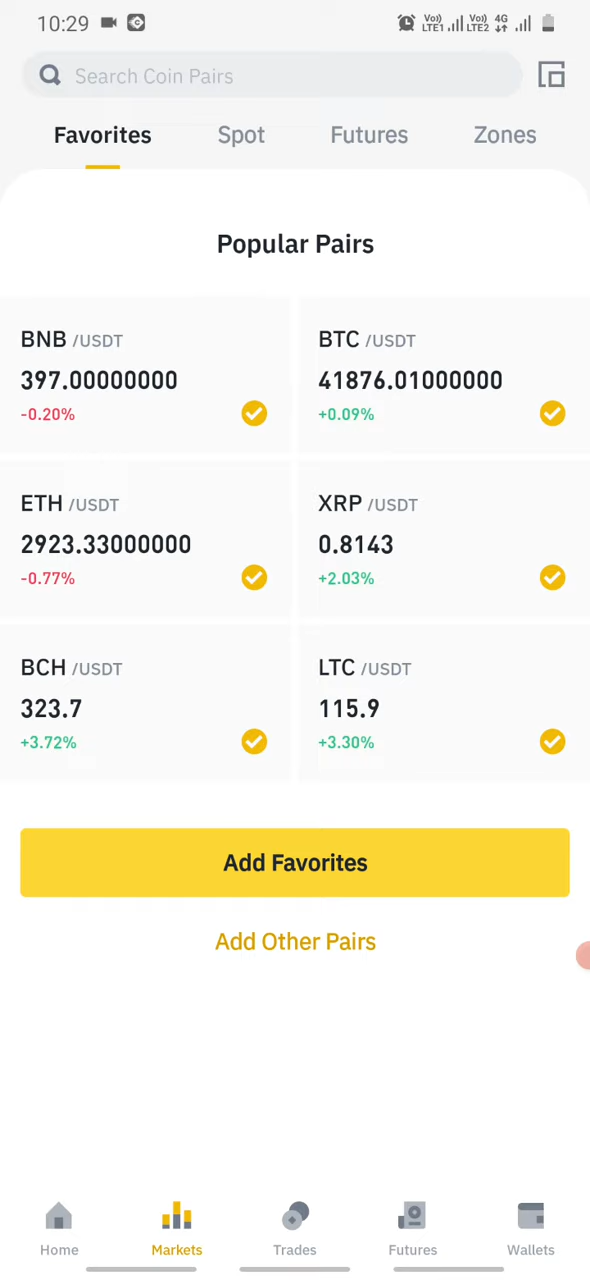 10:29 Vo) LTE1 Vo) LTE2 4G
Search Coin Pairs
Favorites Spot Futures Zones
Popular Pairs
BNB /USDT
397.00000000
-0.20%
BTC /USDT
41876.01000000
+0.09%
ETH /USDT
2923.33000000
-0.77%
XRP /USDT
0.8143
+2.03%
BCH /USDT
323.7
+3.72%
LTC /USDT
115.9
+3.30%
Add Favorites
Add Other Pairs
Home Markets Trades Futures Wallets